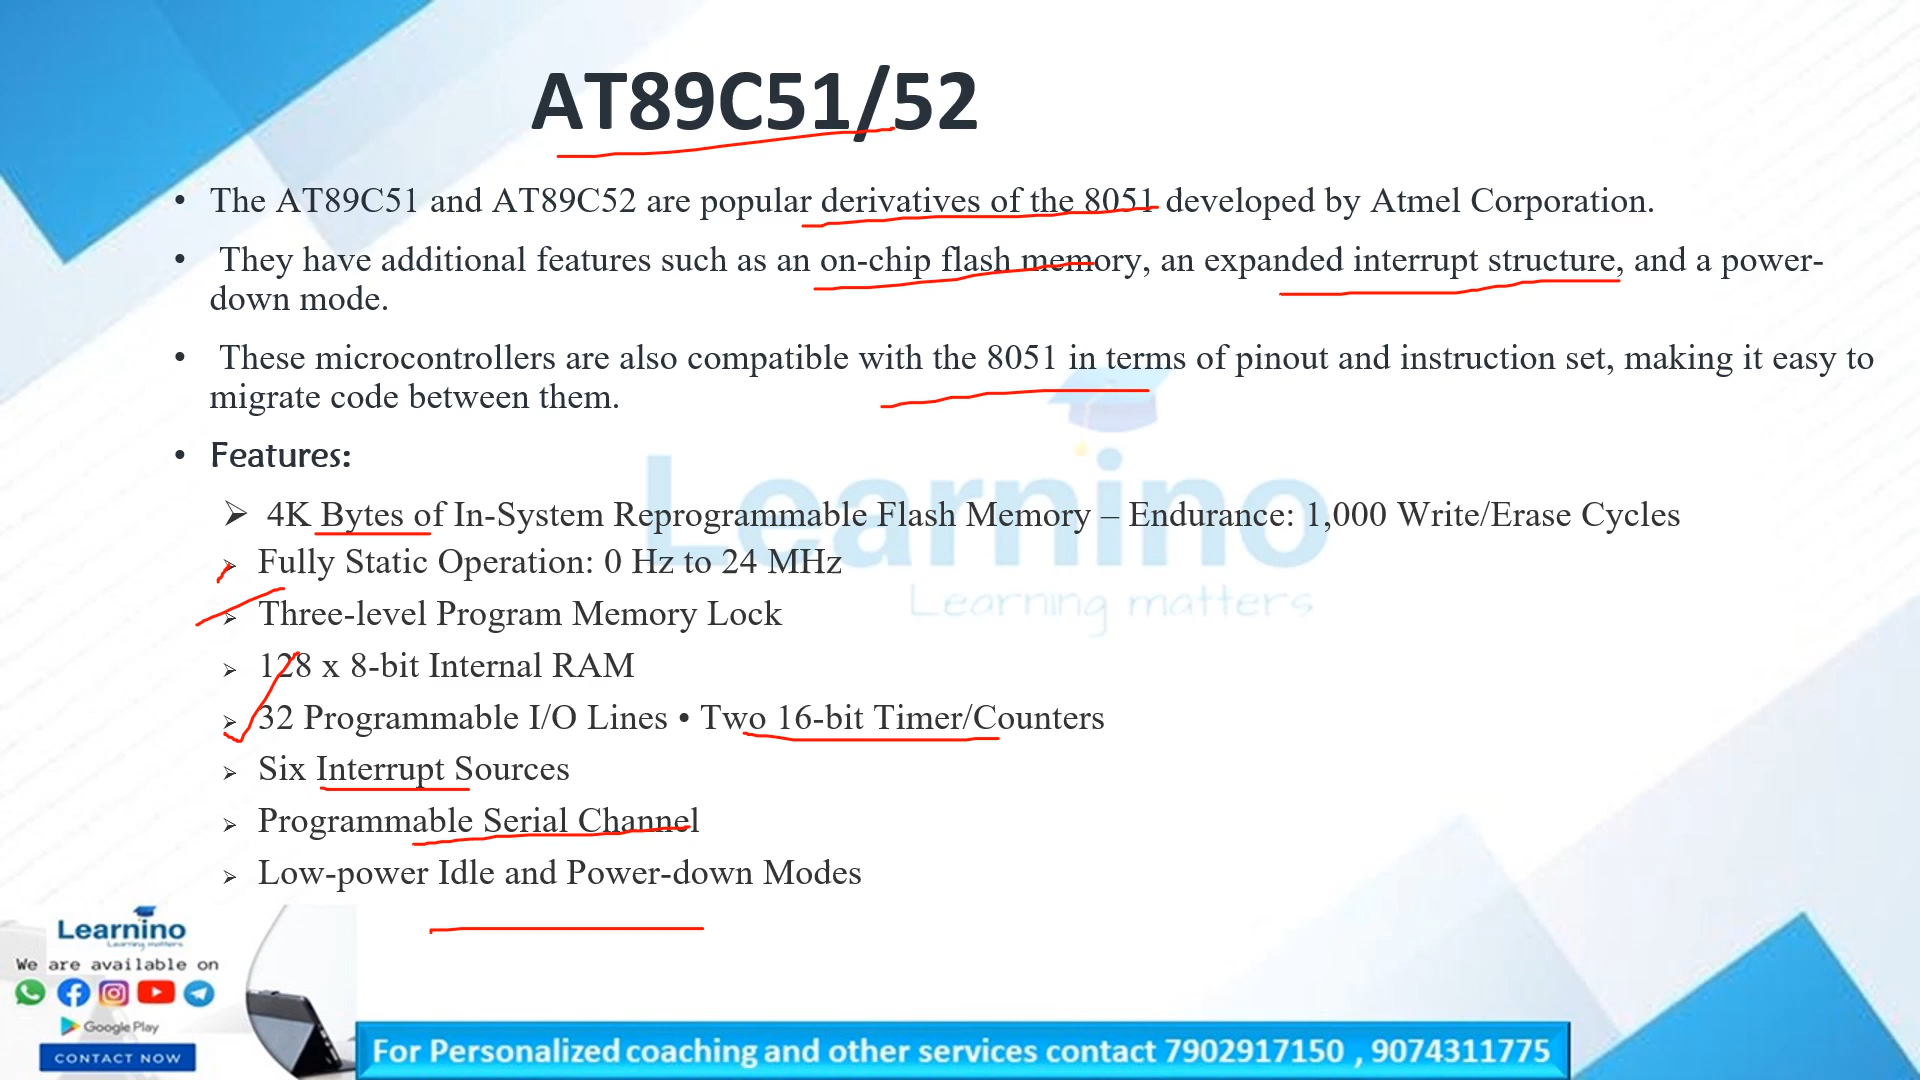 AT89C51/52
• The AT89C51 and AT89C52 are popular derivatives of the 8051 developed by Atmel Corporation.
• They have additional features such as an on-chip flash memory, an expanded interrupt structure, and a power-
down mode.
• These microcontrollers are also compatible with the 8051 in terms of pinout and instruction set, making it easy to
migrate code between them.
• Features:
➢ 4K Bytes of In-System Reprogrammable Flash Memory – Endurance: 1,000 Write/Erase Cycles
➢ Fully Static Operation: 0 Hz to 24 MHz
➢ Three-level Program Memory Lock
➢ 128 x 8-bit Internal RAM
➢ 32 Programmable I/O Lines • Two 16-bit Timer/Counters
➢ Six Interrupt Sources
➢ Programmable Serial Channel
➢ Low-power Idle and Power-down Modes
Learnino
Learning matters
Learnino
Learning matters
We are available on
Google Play
CONTACT NOW
For Personalized coaching and other services contact 7902917150 , 9074311775